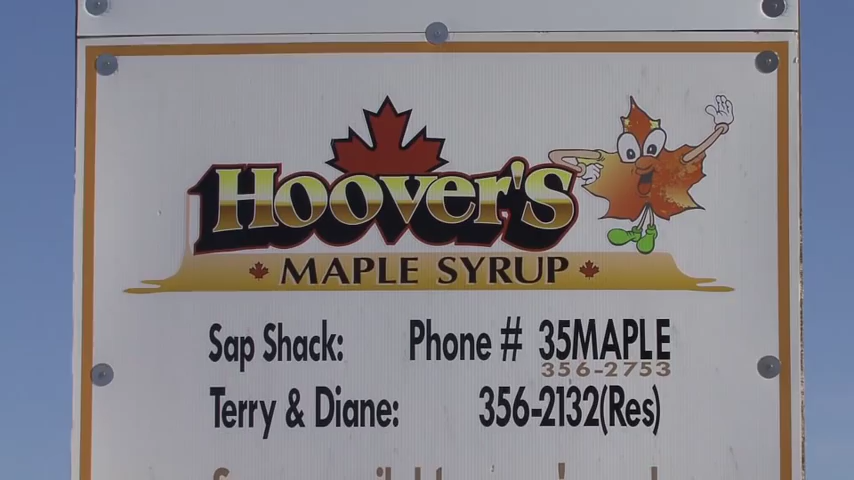 Hoover's
MAPLE SYRUP
Sap Shack: Phone # 35MAPLE
356-2753
Terry & Diane: 356-2132(Res)